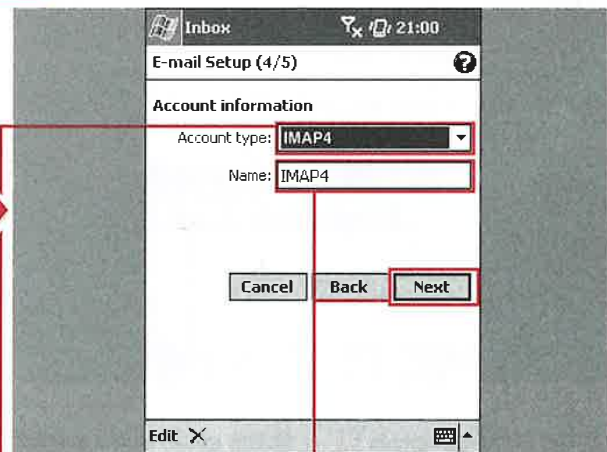 Inbox 21:00
E-mail Setup (4/5)
Account information
Account type: IMAP4
Name: IMAP4
Cancel Back Next
Edit